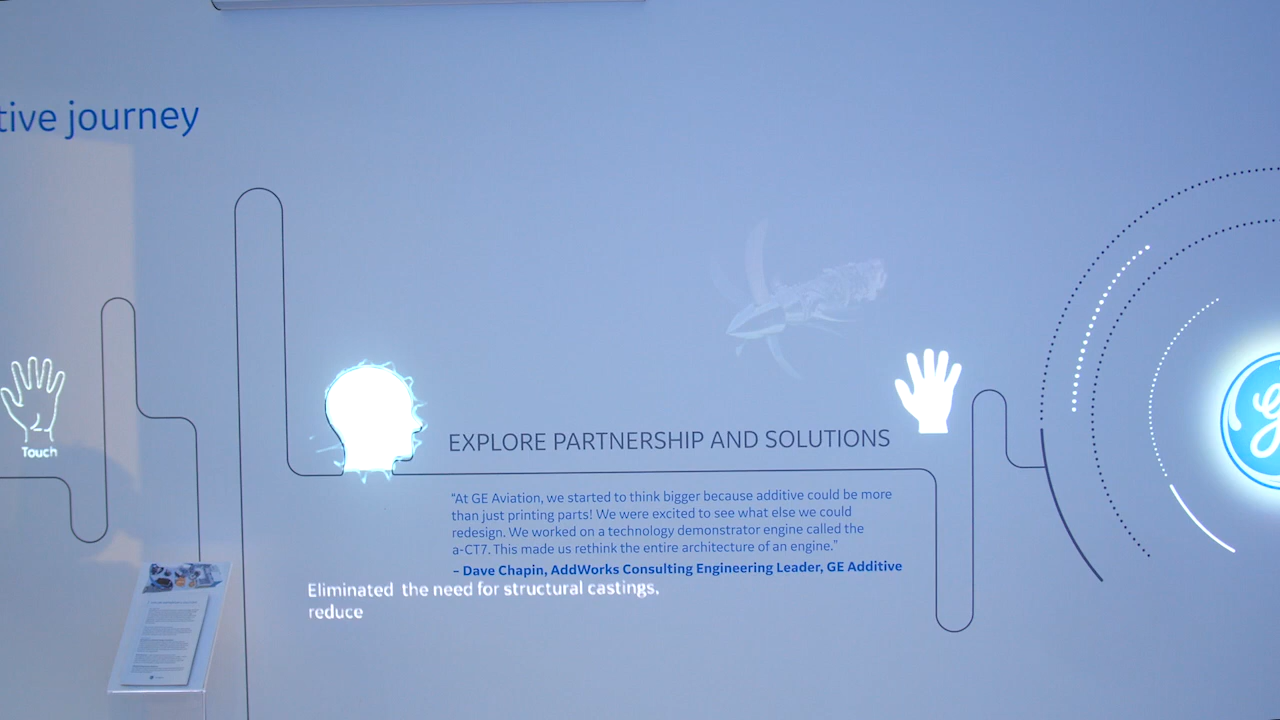 tive journey
Touch
EXPLORE PARTNERSHIP AND SOLUTIONS
“At GE Aviation, we started to think bigger because additive could be more
than just printing parts! We were excited to see what else we could
redesign. We worked on a technology demonstrator engine called the
a-CT7. This made us rethink the entire architecture of an engine.”
– Dave Chapin, AddWorks Consulting Engineering Leader, GE Additive
Eliminated the need for structural castings,
reduce